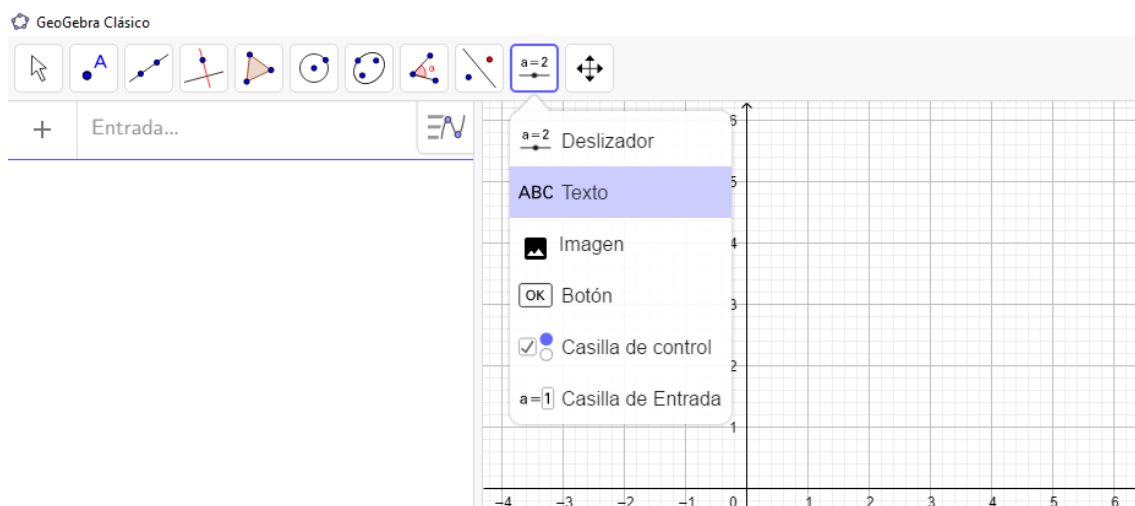 GeoGebra Clásico
A
α
a=2
+ Entrada...
a=2 Deslizador
ABC Texto
Imagen
OK Botón
Casilla de control
a=1 Casilla de Entrada
6
5
4
3
2
1
–4 –3 –2 –1 0 1 2 3 4 5 6